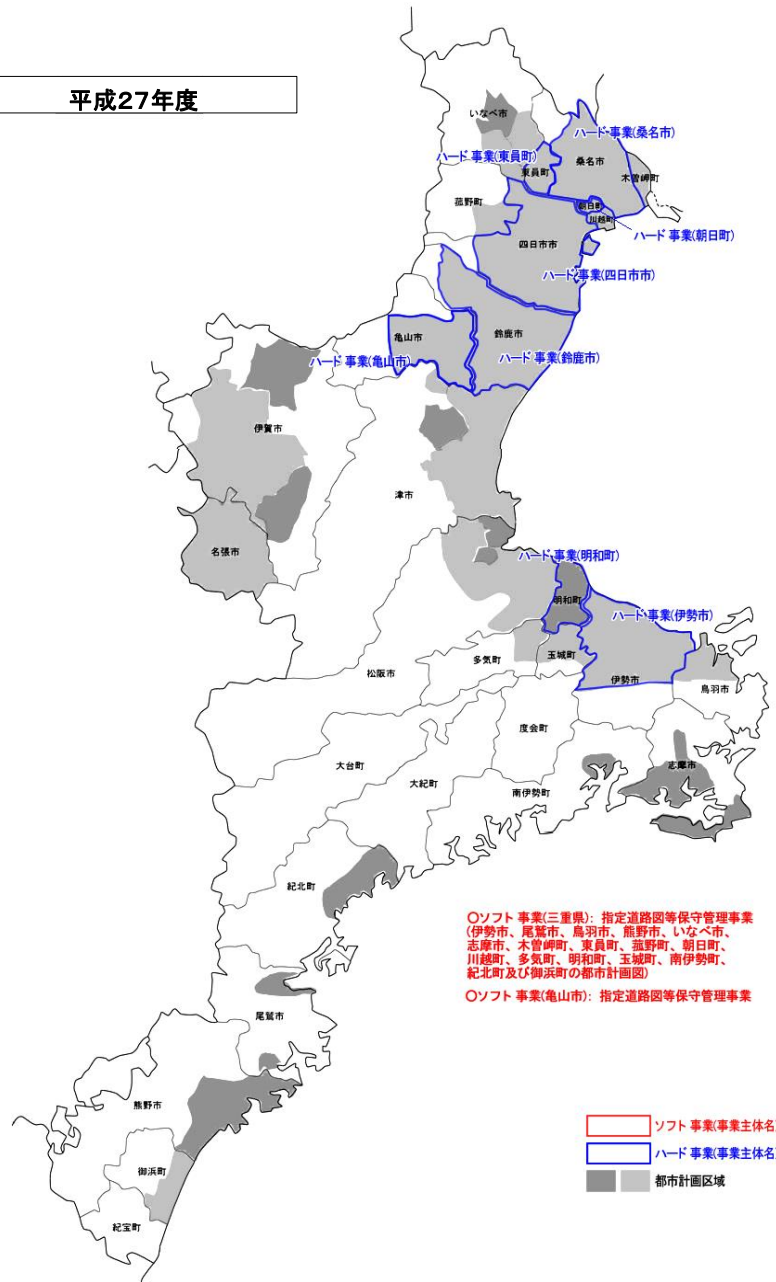 平成27年度
いなべ市
ハード 事業(桑名市)
ハード 事業(東員町)
桑名市
東員町
木曽岬町
菰野町
朝日町
川越町
ハード 事業(朝日町)
四日市市
ハード 事業(四日市市)
亀山市
鈴鹿市
ハード 事業(亀山市)
ハード 事業(鈴鹿市)
伊賀市
津市
名張市
ハード 事業(明和町)
明和町
ハード 事業(伊勢市)
多気町
玉城町
松阪市
伊勢市
鳥羽市
度会町
大台町
志摩市
大紀町
南伊勢町
紀北町
○ソフト 事業(三重県): 指定道路図等保守管理事業
(伊勢市、尾鷲市、鳥羽市、熊野市、いなべ市、
志摩市、木曽岬町、東員町、菰野町、朝日町、
川越町、多気町、明和町、玉城町、南伊勢町、
紀北町及び御浜町の都市計画図)
○ソフト 事業(亀山市): 指定道路図等保守管理事業
尾鷲市
熊野市
御浜町
紀宝町
ソフト 事業(事業主体名)
ハード 事業(事業主体名)
都市計画区域